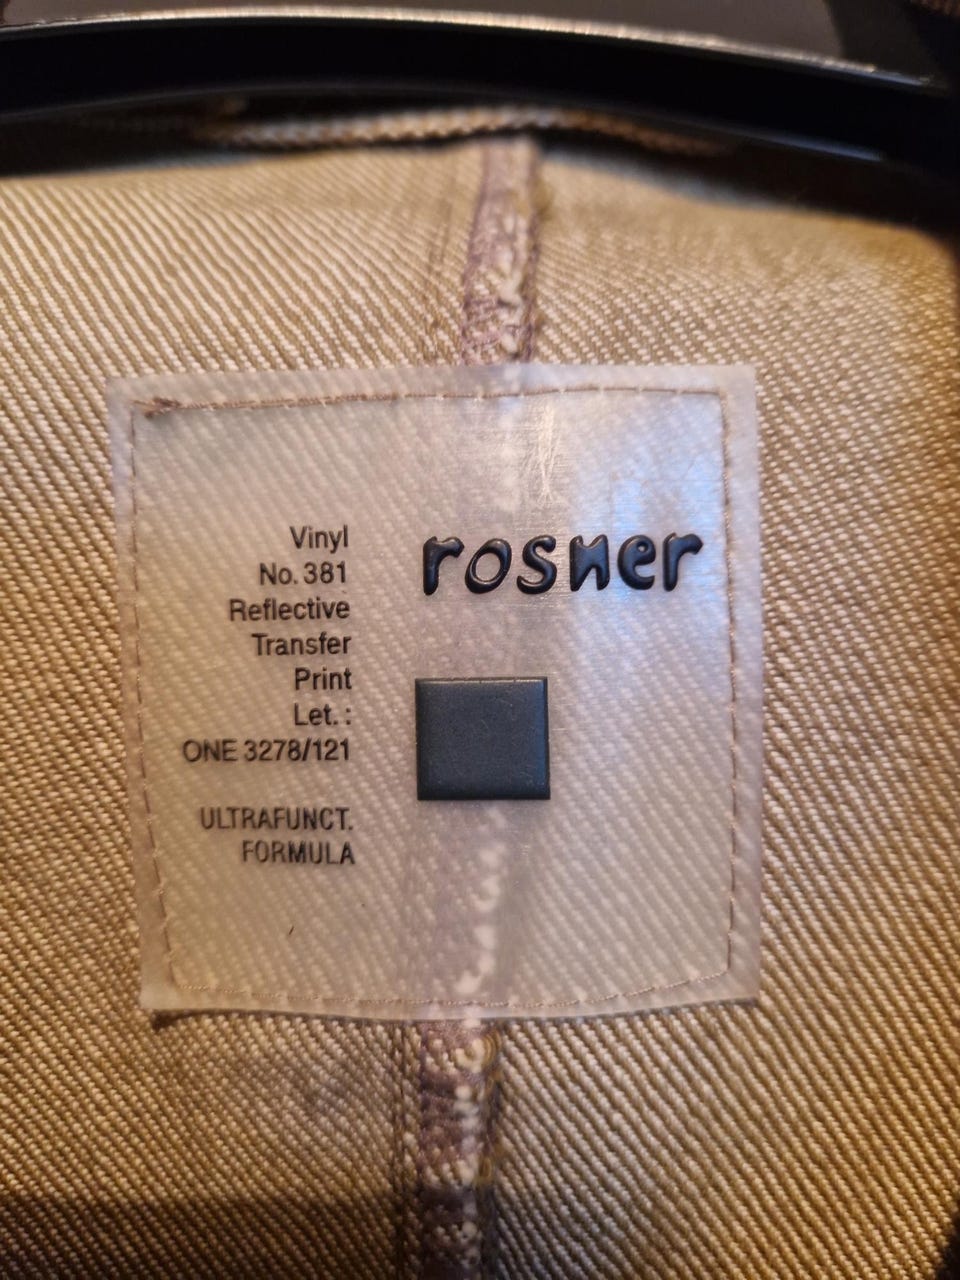 Vinyl
No. 381
Reflective
Transfer
Print
Let. :
ONE 3278/121
ULTRAFUNCT.
FORMULA
rosner